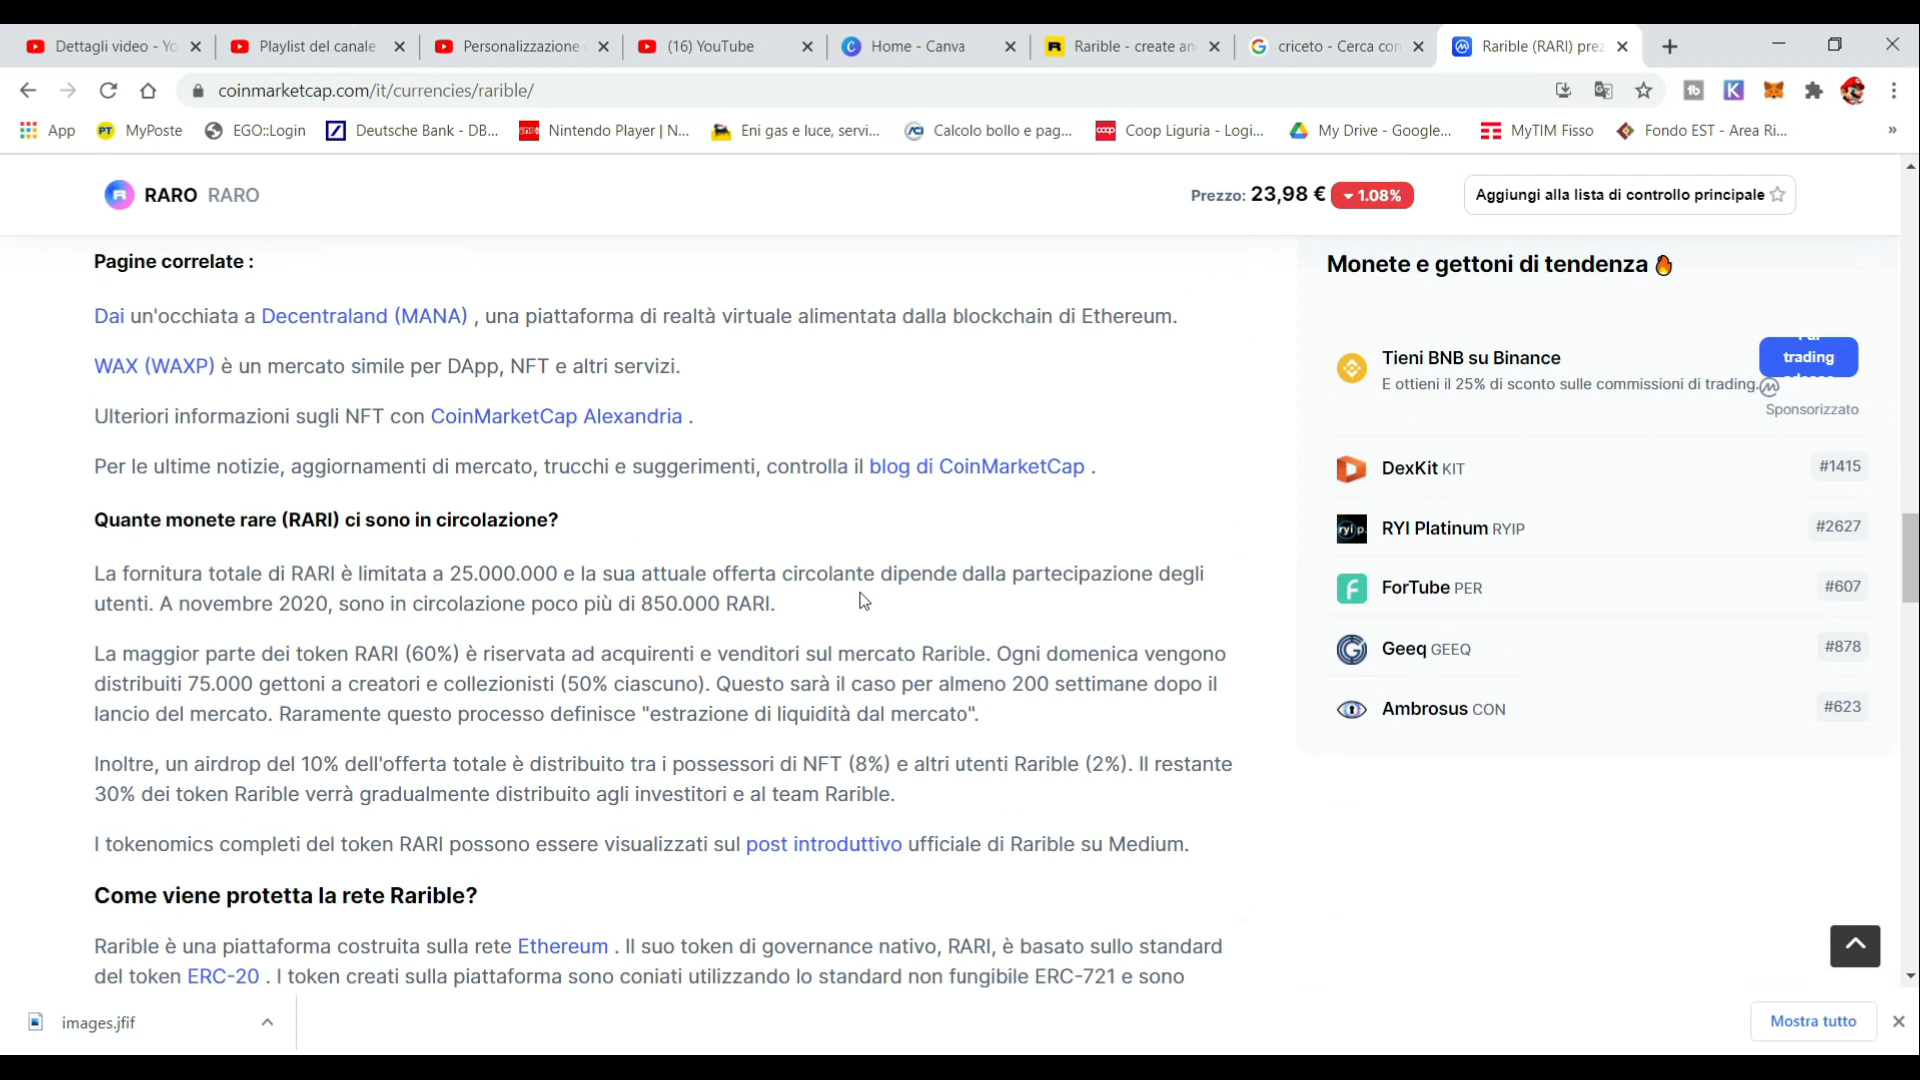 Dettagli video - Yo
Playlist del canale
Personalizzazione
(16) YouTube
Home - Canva
Rarible - create an
criceto - Cerca con
Rarible (RARI) prez
coinmarketcap.com/it/currencies/rarible/
App
MyPoste
EGO::Login
Deutsche Bank - DB...
Nintendo Player | N...
Eni gas e luce, servi...
Calcolo bollo e pag...
Coop Liguria - Logi...
My Drive - Google...
MyTIM Fisso
Fondo EST - Area Ri...
»
RARO RARO
Prezzo: 23,98 € 1.08%
Aggiungi alla lista di controllo principale
Pagine correlate :
Dai un'occhiata a Decentraland (MANA) , una piattaforma di realtà virtuale alimentata dalla blockchain di Ethereum.
WAX (WAXP) è un mercato simile per DApp, NFT e altri servizi.
Ulteriori informazioni sugli NFT con CoinMarketCap Alexandria .
Per le ultime notizie, aggiornamenti di mercato, trucchi e suggerimenti, controlla il blog di CoinMarketCap .
Quante monete rare (RARI) ci sono in circolazione?
La fornitura totale di RARI è limitata a 25.000.000 e la sua attuale offerta circolante dipende dalla partecipazione degli
utenti. A novembre 2020, sono in circolazione poco più di 850.000 RARI.
La maggior parte dei token RARI (60%) è riservata ad acquirenti e venditori sul mercato Rarible. Ogni domenica vengono
distribuiti 75.000 gettoni a creatori e collezionisti (50% ciascuno). Questo sarà il caso per almeno 200 settimane dopo il
lancio del mercato. Raramente questo processo definisce "estrazione di liquidità dal mercato".
Inoltre, un airdrop del 10% dell'offerta totale è distribuito tra i possessori di NFT (8%) e altri utenti Rarible (2%). Il restante
30% dei token Rarible verrà gradualmente distribuito agli investitori e al team Rarible.
I tokenomics completi del token RARI possono essere visualizzati sul post introduttivo ufficiale di Rarible su Medium.
Come viene protetta la rete Rarible?
Rarible è una piattaforma costruita sulla rete Ethereum . Il suo token di governance nativo, RARI, è basato sullo standard
del token ERC-20 . I token creati sulla piattaforma sono coniati utilizzando lo standard non fungibile ERC-721 e sono
Monete e gettoni di tendenza
Tieni BNB su Binance
E ottieni il 25% di sconto sulle commissioni di trading.
trading
Sponsorizzato
DexKit KIT #1415
RYI Platinum RYIP #2627
ForTube PER #607
Geeq GEEQ #878
Ambrosus CON #623
images.jfif
Mostra tutto